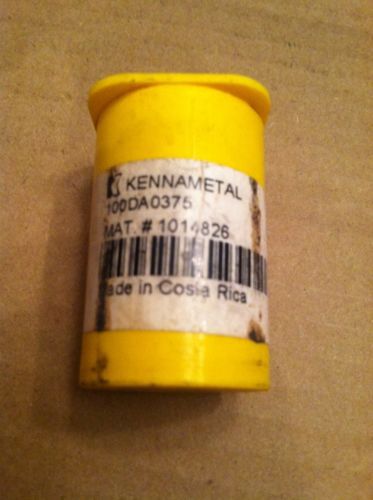 KENNAMETAL
100DA0375
MAT. # 1014826
Made in Costa Rica